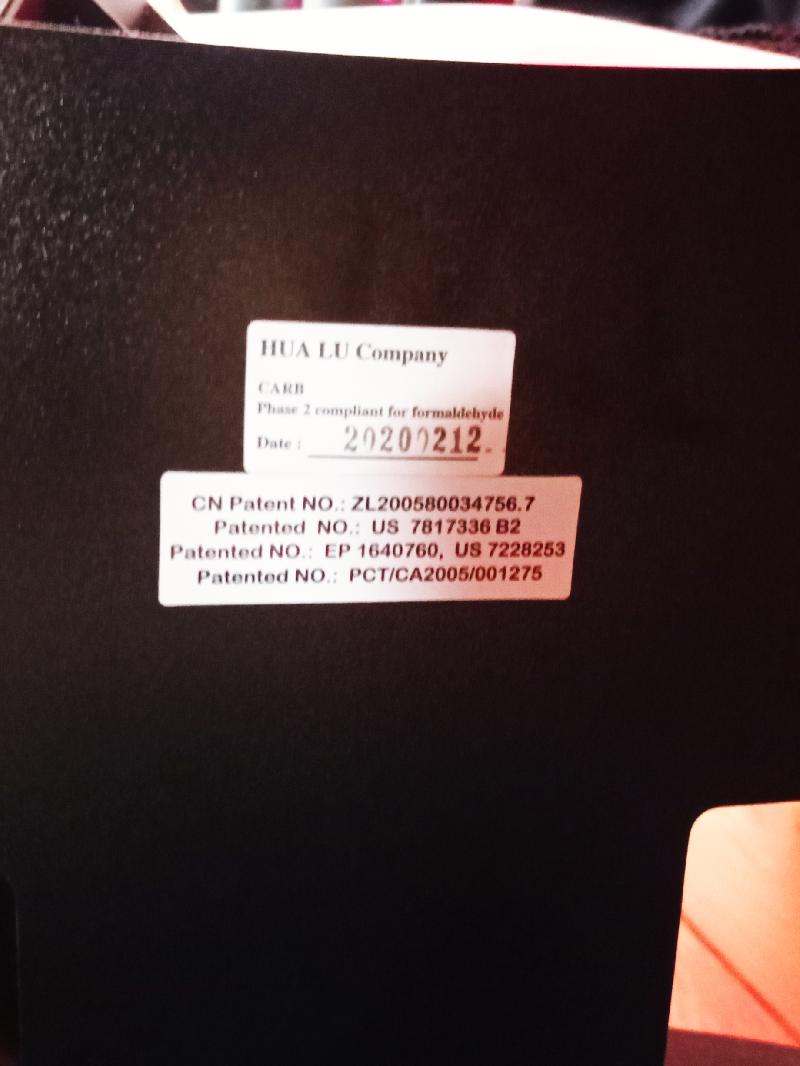 HUA LU Company
CARB
Phase 2 compliant for formaldehyde
Date : 20200212
CN Patent NO.: ZL200580034756.7
Patented NO.: US 7817336 B2
Patented NO.: EP 1640760, US 7228253
Patented NO.: PCT/CA2005/001275